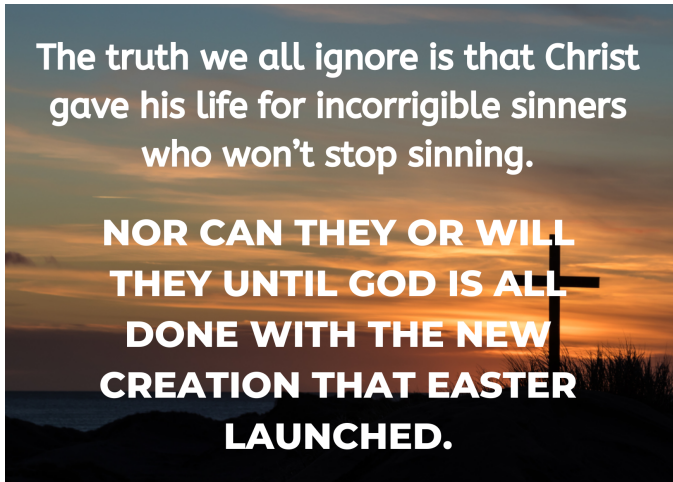 The truth we all ignore is that Christ
gave his life for incorrigible sinners
who won't stop sinning.
NOR CAN THEY OR WILL
THEY UNTIL GOD IS ALL
DONE WITH THE NEW
CREATION THAT EASTER
LAUNCHED.